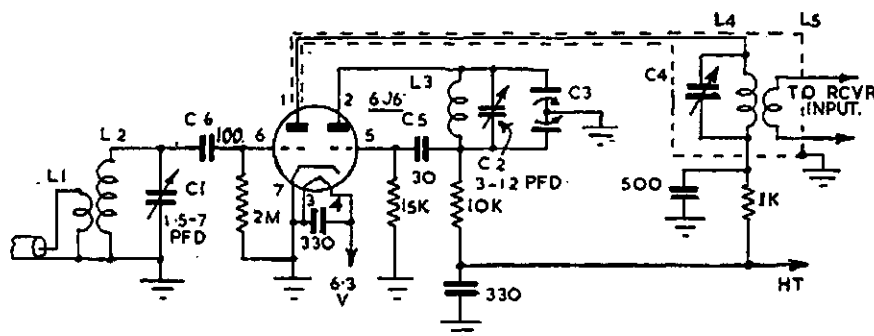 L4
L5
1
2
L3
C4
C3
6J6
TO RCVR
INPUT.
C6
C5
L2
100.
6
5
C2
500
L1
C1
7
30
3-12 PFD
1K
1.5-7
PFD
2M
3
4
15K
10K
330
6.3
V
330
HT